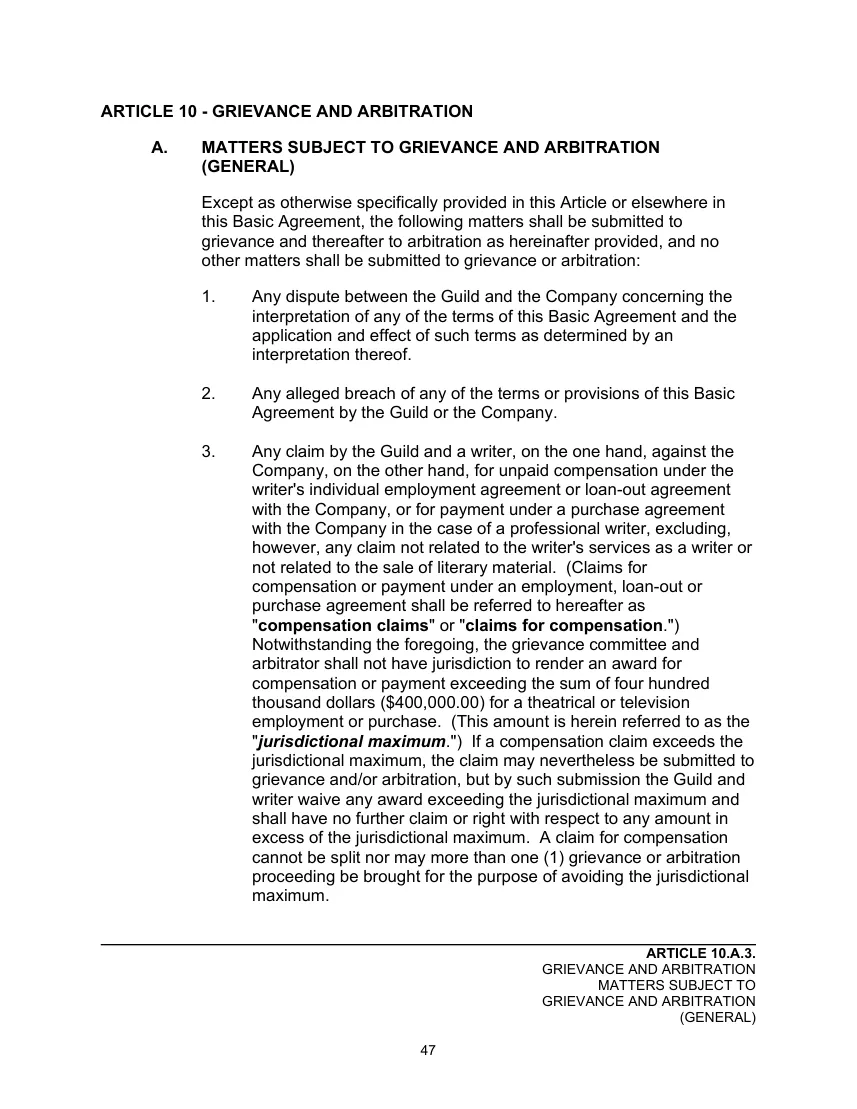 ARTICLE 10 - GRIEVANCE AND ARBITRATION
A. MATTERS SUBJECT TO GRIEVANCE AND ARBITRATION
(GENERAL)
Except as otherwise specifically provided in this Article or elsewhere in
this Basic Agreement, the following matters shall be submitted to
grievance and thereafter to arbitration as hereinafter provided, and no
other matters shall be submitted to grievance or arbitration:
1. Any dispute between the Guild and the Company concerning the
interpretation of any of the terms of this Basic Agreement and the
application and effect of such terms as determined by an
interpretation thereof.
2. Any alleged breach of any of the terms or provisions of this Basic
Agreement by the Guild or the Company.
3. Any claim by the Guild and a writer, on the one hand, against the
Company, on the other hand, for unpaid compensation under the
writer's individual employment agreement or loan-out agreement
with the Company, or for payment under a purchase agreement
with the Company in the case of a professional writer, excluding,
however, any claim not related to the writer's services as a writer or
not related to the sale of literary material.  (Claims for
compensation or payment under an employment, loan-out or
purchase agreement shall be referred to hereafter as
"compensation claims" or "claims for compensation.")
Notwithstanding the foregoing, the grievance committee and
arbitrator shall not have jurisdiction to render an award for
compensation or payment exceeding the sum of four hundred
thousand dollars ($400,000.00) for a theatrical or television
employment or purchase.  (This amount is herein referred to as the
"jurisdictional maximum.")  If a compensation claim exceeds the
jurisdictional maximum, the claim may nevertheless be submitted to
grievance and/or arbitration, but by such submission the Guild and
writer waive any award exceeding the jurisdictional maximum and
shall have no further claim or right with respect to any amount in
excess of the jurisdictional maximum.  A claim for compensation
cannot be split nor may more than one (1) grievance or arbitration
proceeding be brought for the purpose of avoiding the jurisdictional
maximum.
ARTICLE 10.A.3.
GRIEVANCE AND ARBITRATION
MATTERS SUBJECT TO
GRIEVANCE AND ARBITRATION
(GENERAL)
47